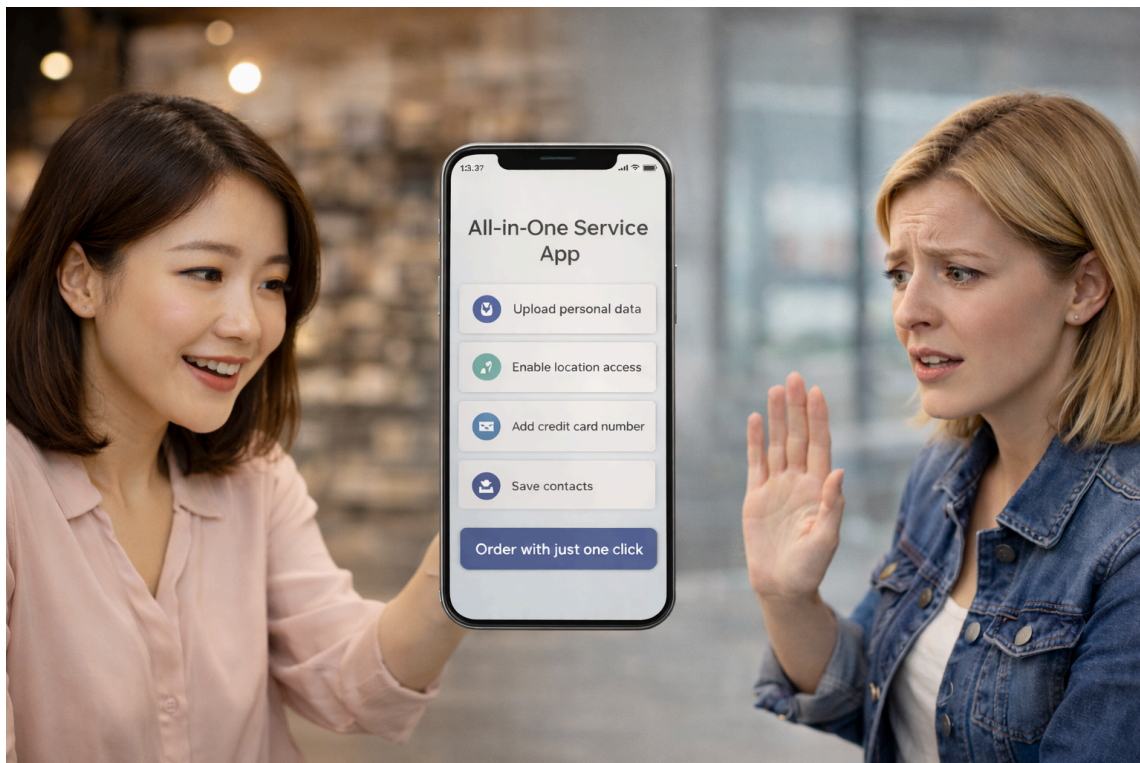 13.37
All-in-One Service
App
Upload personal data
Enable location access
Add credit card number
Save contacts
Order with just one click